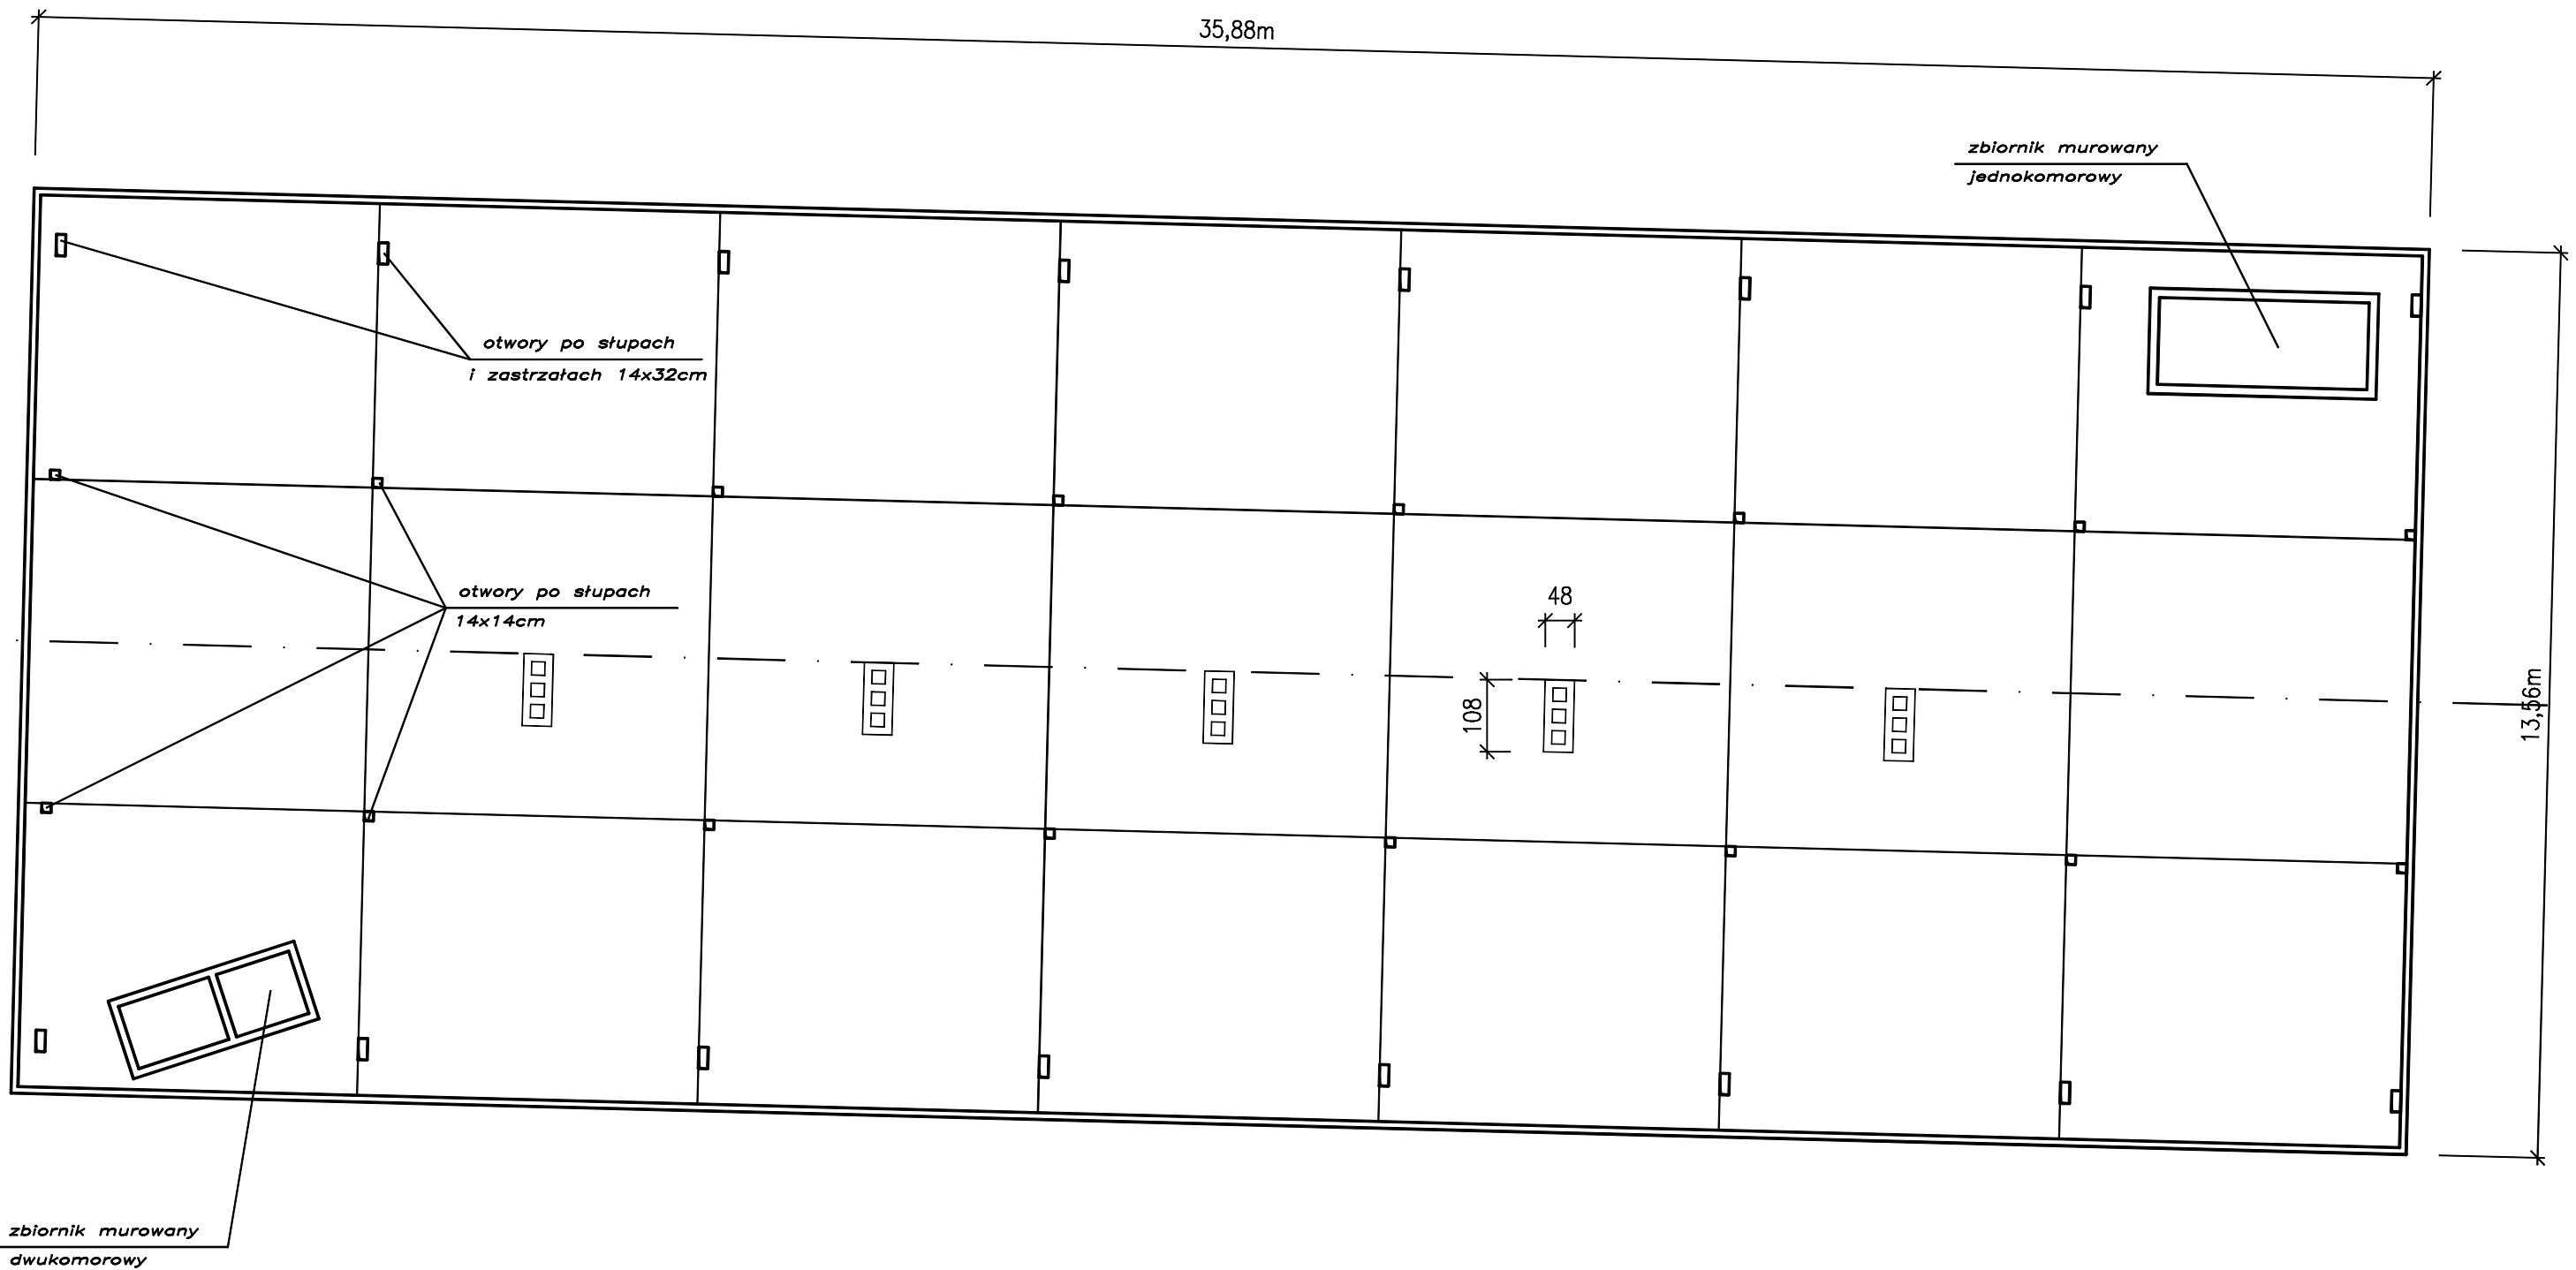 35,88m
zbiornik murowany
jednokomorowy
otwory po słupach
i zastrzałach 14x32cm
otwory po słupach
14x14cm
48
108
13,56m
zbiornik murowany
dwukomorowy